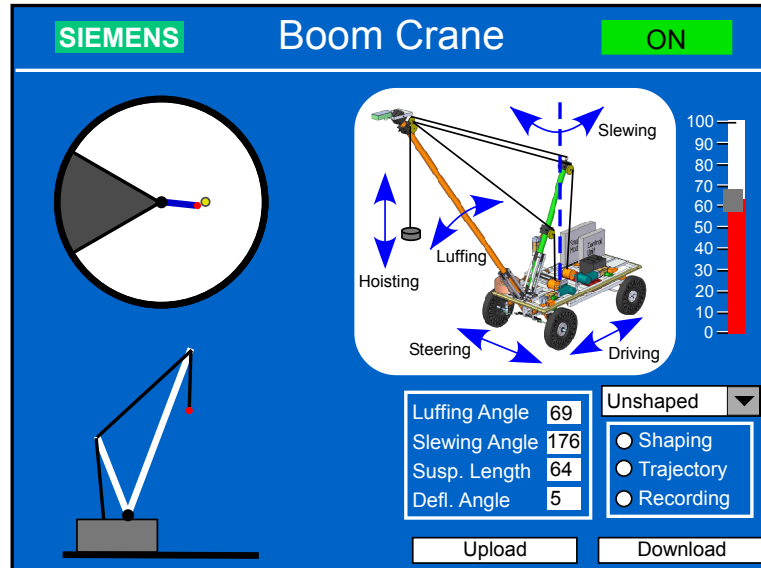 SIEMENS
Boom Crane
ON
Slewing
Luffing
Hoisting
Control
Unit
Steering
Driving
100
90
80
70
60
50
40
30
20
10
0
Luffing Angle 69
Slewing Angle 176
Susp. Length 64
Defl. Angle 5
Unshaped
Shaping
Trajectory
Recording
Upload
Download